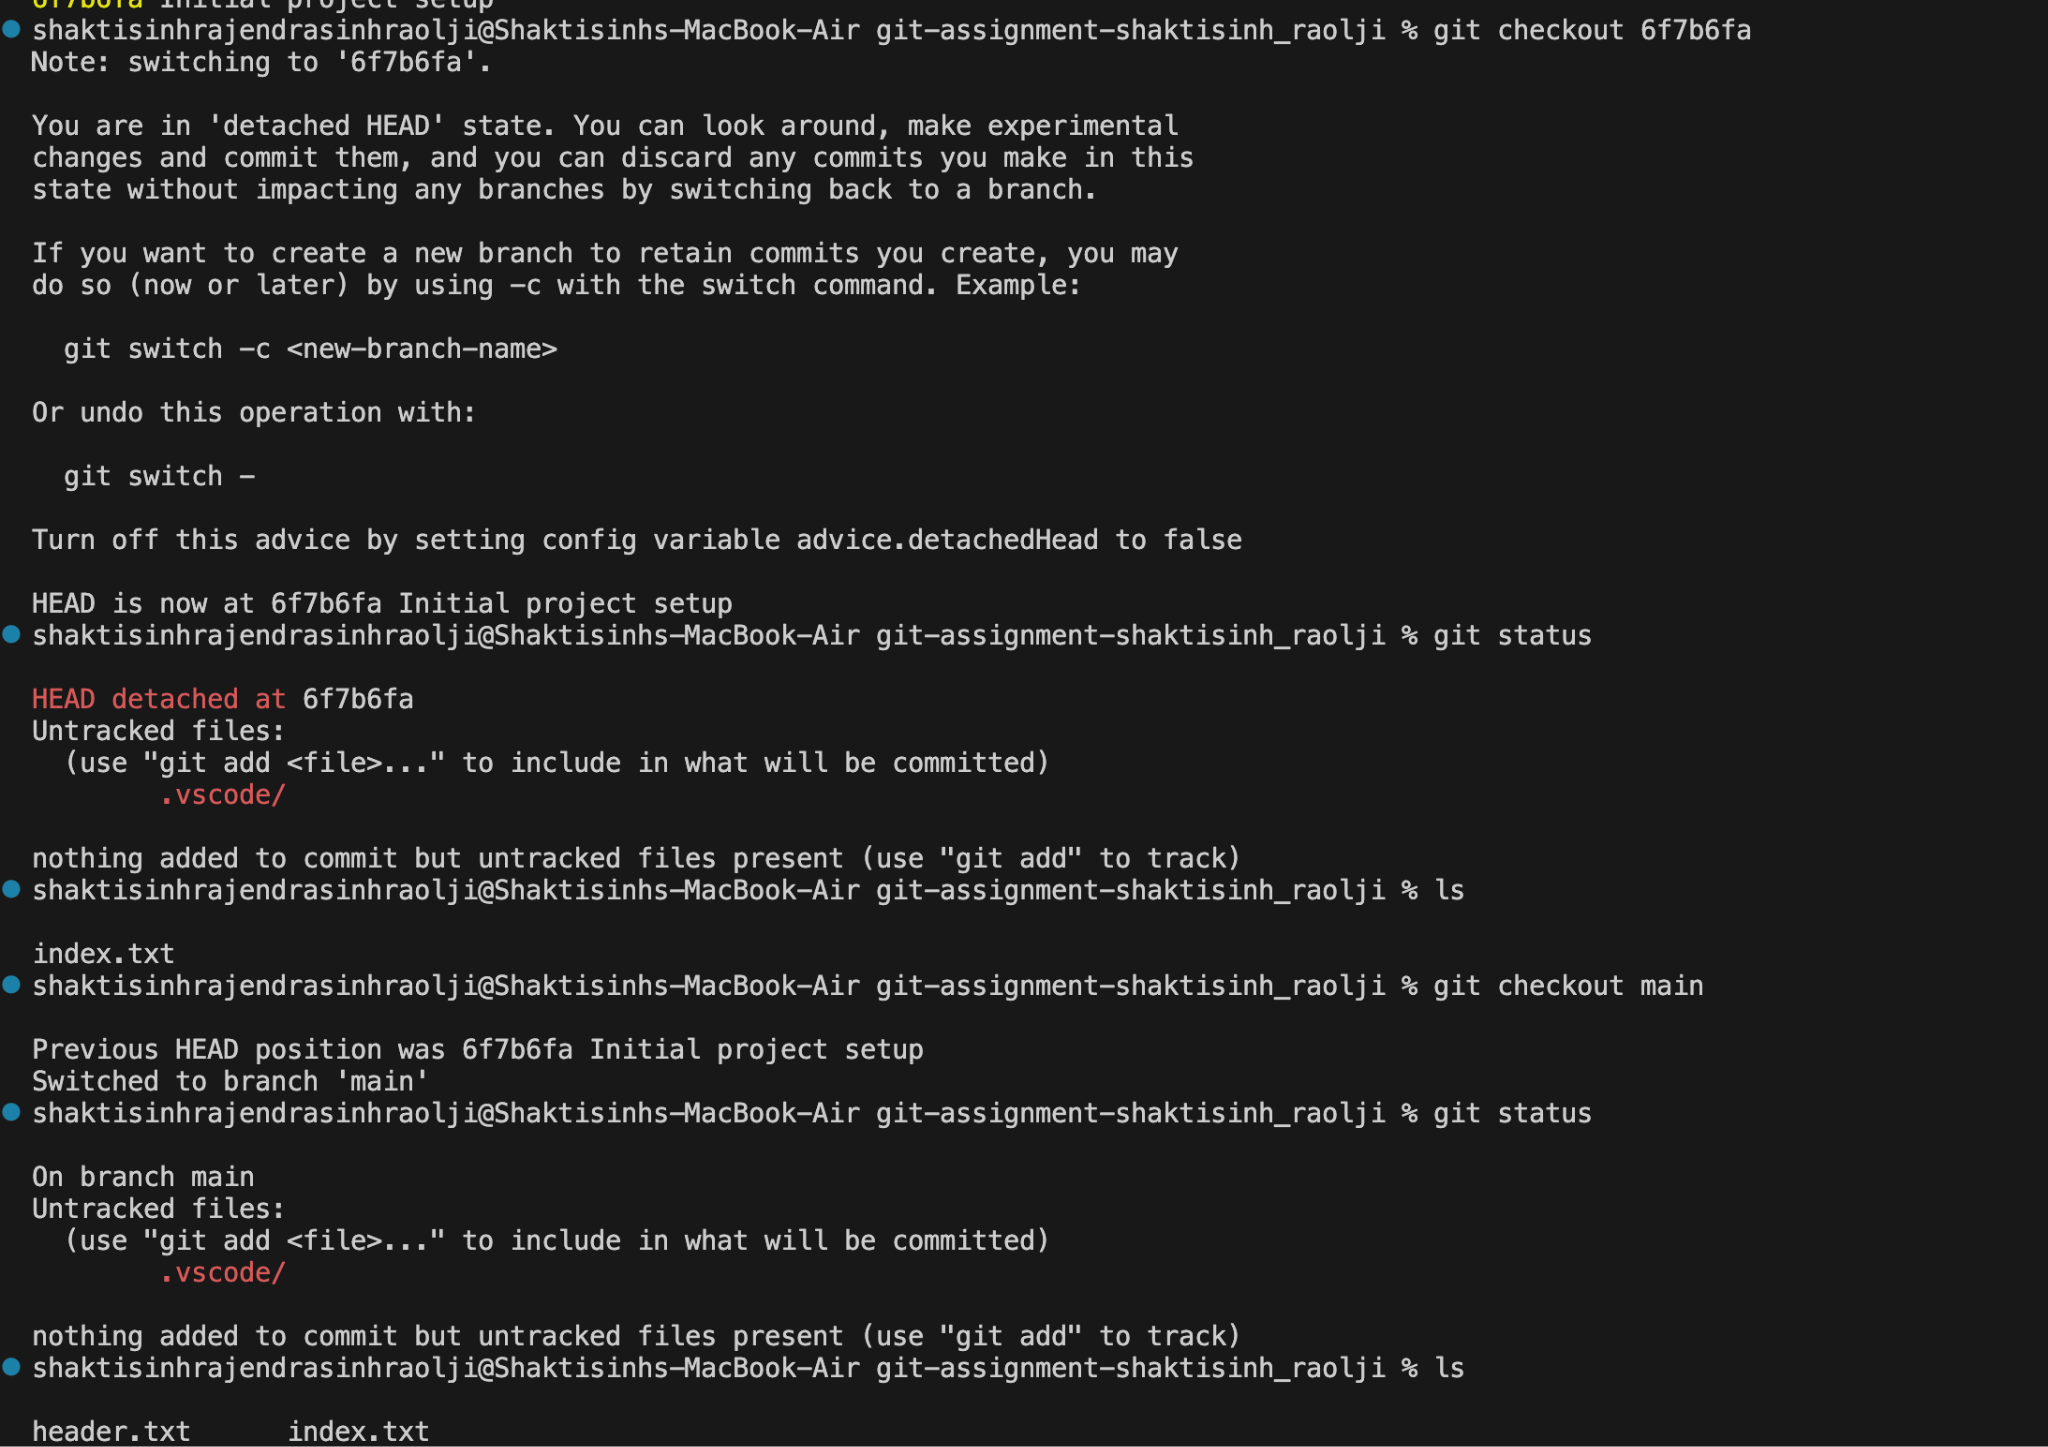 6f7b6fa Initial project setup
shaktisinhrajendrasinhraolji@Shaktisinhs-MacBook-Air git-assignment-shaktisinh_raolji % git checkout 6f7b6fa
Note: switching to '6f7b6fa'.
You are in 'detached HEAD' state. You can look around, make experimental
changes and commit them, and you can discard any commits you make in this
state without impacting any branches by switching back to a branch.
If you want to create a new branch to retain commits you create, you may
do so (now or later) by using -c with the switch command. Example:
git switch -c <new-branch-name>
Or undo this operation with:
git switch -
Turn off this advice by setting config variable advice.detachedHead to false
HEAD is now at 6f7b6fa Initial project setup
shaktisinhrajendrasinhraolji@Shaktisinhs-MacBook-Air git-assignment-shaktisinh_raolji % git status
HEAD detached at 6f7b6fa
Untracked files:
(use "git add <file>..." to include in what will be committed)
.vscode/
nothing added to commit but untracked files present (use "git add" to track)
shaktisinhrajendrasinhraolji@Shaktisinhs-MacBook-Air git-assignment-shaktisinh_raolji % ls
index.txt
shaktisinhrajendrasinhraolji@Shaktisinhs-MacBook-Air git-assignment-shaktisinh_raolji % git checkout main
Previous HEAD position was 6f7b6fa Initial project setup
Switched to branch 'main'
shaktisinhrajendrasinhraolji@Shaktisinhs-MacBook-Air git-assignment-shaktisinh_raolji % git status
On branch main
Untracked files:
(use "git add <file>..." to include in what will be committed)
.vscode/
nothing added to commit but untracked files present (use "git add" to track)
shaktisinhrajendrasinhraolji@Shaktisinhs-MacBook-Air git-assignment-shaktisinh_raolji % ls
header.txt index.txt